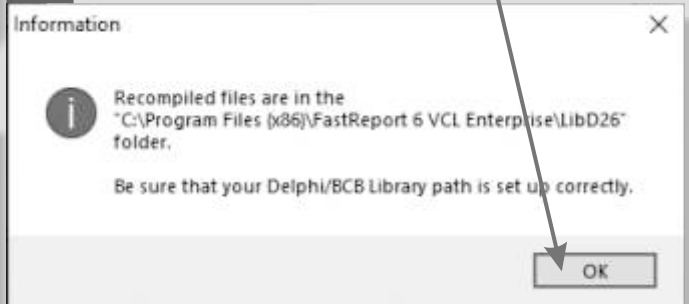 Information
Recompiled files are in the
"C:\Program Files (x86)\FastReport 6 VCL Enterprise\LibD26"
folder.
Be sure that your Delphi/BCB Library path is set up correctly.
OK